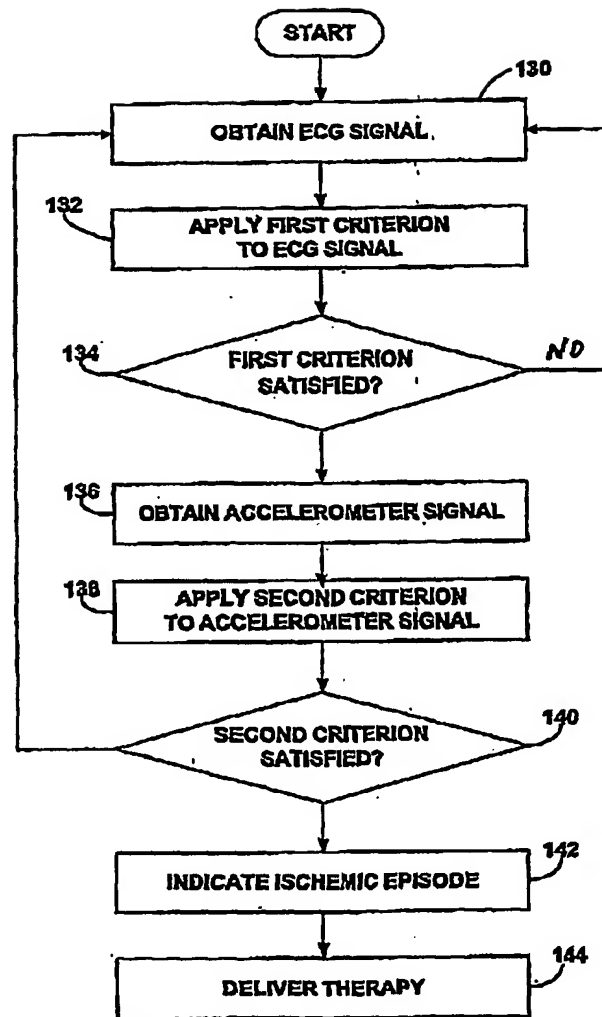 START
130
OBTAIN ECG SIGNAL
132
APPLY FIRST CRITERION
TO ECG SIGNAL
134
FIRST CRITERION
SATISFIED?
NO
136
OBTAIN ACCELEROMETER SIGNAL
138
APPLY SECOND CRITERION
TO ACCELEROMETER SIGNAL
140
SECOND CRITERION
SATISFIED?
142
INDICATE ISCHEMIC EPISODE
144
DELIVER THERAPY